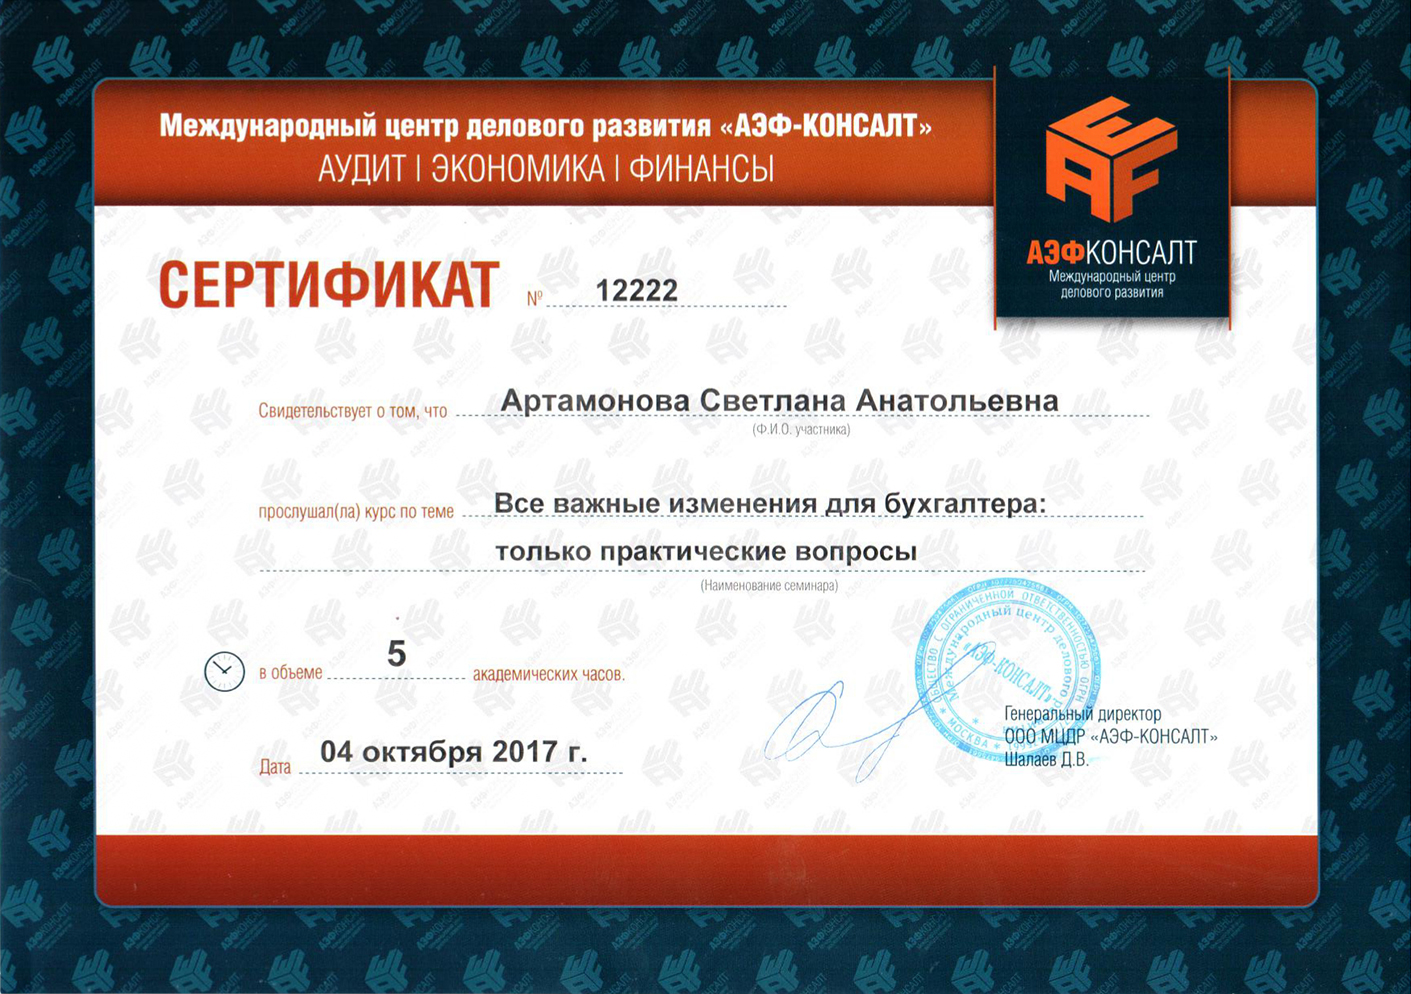 Международный центр делового развития «АЭФ-КОНСАЛТ»
АУДИТ | ЭКОНОМИКА | ФИНАНСЫ
AEF
АЭФКОНСАЛТ
Международный центр
делового развития
СЕРТИФИКАТ № 12222
Свидетельствует о том, что Артамонова Светлана Анатольевна
(Ф.И.О. участника)
прослушал(ла) курс по теме Все важные изменения для бухгалтера:
только практические вопросы
(Наименование семинара)
в объеме 5 академических часов.
Дата 04 октября 2017 г.
ОБЩЕСТВО С ОГРАНИЧЕННОЙ ОТВЕТСТВЕННОСТЬЮ ОГРН
Международный центр делового
«АЭФ-КОНСАЛТ»
* МОСКВА *
Генеральный директор
ООО МЦДР «АЭФ-КОНСАЛТ»
Шалаев Д.В.